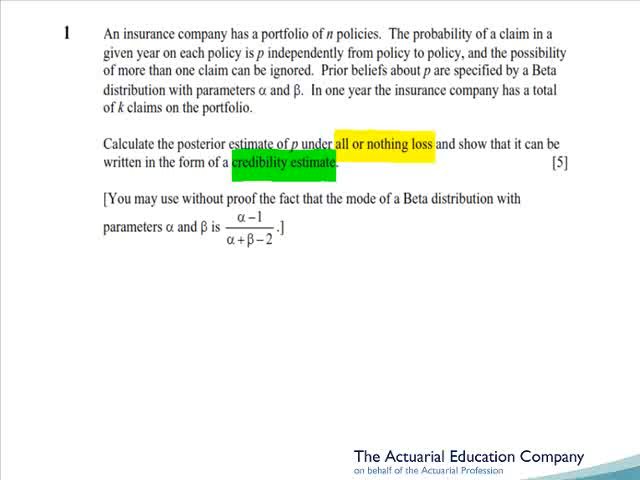 1 An insurance company has a portfolio of n policies. The probability of a claim in a
given year on each policy is p independently from policy to policy, and the possibility
of more than one claim can be ignored. Prior beliefs about p are specified by a Beta
distribution with parameters α and β. In one year the insurance company has a total
of k claims on the portfolio.
Calculate the posterior estimate of p under all or nothing loss and show that it can be
written in the form of a credibility estimate. [5]
[You may use without proof the fact that the mode of a Beta distribution with
parameters α and β is α – 1 / α + β – 2 .]
The Actuarial Education Company
on behalf of the Actuarial Profession